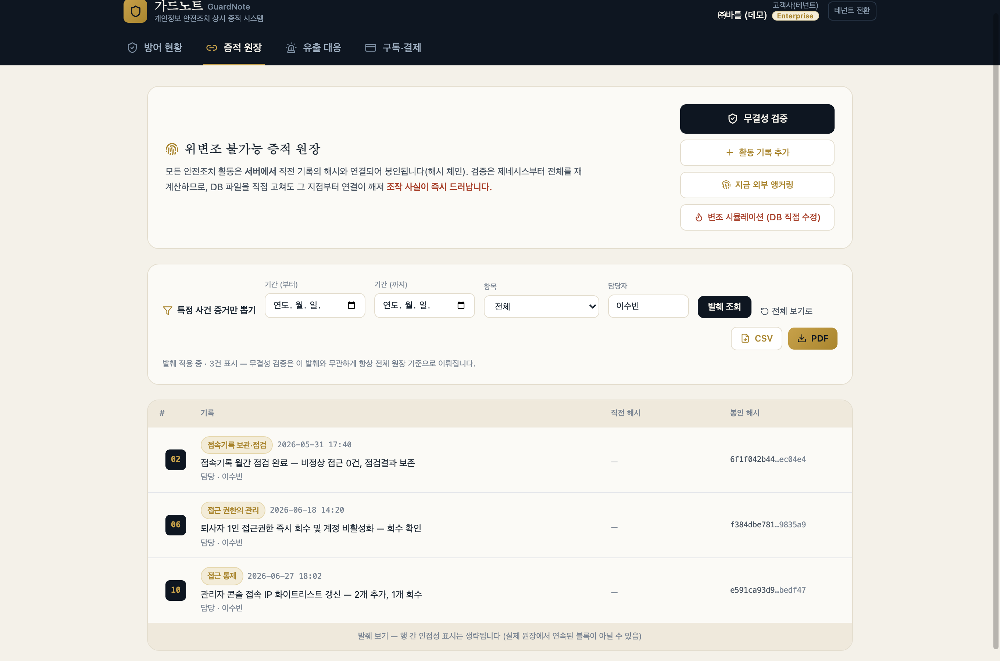 가드노트 GuardNote
개인정보 안전조치 상시 증적 시스템
고객사(테넌트)
㈜바틀 (데모) Enterprise
테넌트 전환
방어 현황 증적 원장 유출 대응 구독·결제
위변조 불가능 증적 원장
모든 안전조치 활동은 서버에서 직전 기록의 해시와 연결되어 봉인됩니다(해시 체인). 검증은 제네시스부터 전체를 재
계산하므로, DB 파일을 직접 고쳐도 그 지점부터 연결이 깨져 조작 사실이 즉시 드러납니다.
무결성 검증
+ 활동 기록 추가
지금 외부 앵커링
변조 시뮬레이션 (DB 직접 수정)
특정 사건 증거만 뽑기
기간 (부터)
연도. 월. 일.
기간 (까지)
연도. 월. 일.
항목
전체
담당자
이수빈
발췌 조회
전체 보기로
CSV
PDF
발췌 적용 중 · 3건 표시 — 무결성 검증은 이 발췌와 무관하게 항상 전체 원장 기준으로 이뤄집니다.
# 기록 직전 해시 봉인 해시
02
접속기록 보관·점검 2026-05-31 17:40
접속기록 월간 점검 완료 — 비정상 접근 0건, 점검결과 보존
담당 · 이수빈
—
6f1f042b44…ec04e4
06
접근 권한의 관리 2026-06-18 14:20
퇴사자 1인 접근권한 즉시 회수 및 계정 비활성화 — 회수 확인
담당 · 이수빈
—
f384dbe781…9835a9
10
접근 통제 2026-06-27 18:02
관리자 콘솔 접속 IP 화이트리스트 갱신 — 2개 추가, 1개 회수
담당 · 이수빈
—
e591ca93d9…bedf47
발췌 보기 — 행 간 인접성 표시는 생략됩니다 (실제 원장에서 연속된 블록이 아닐 수 있음)